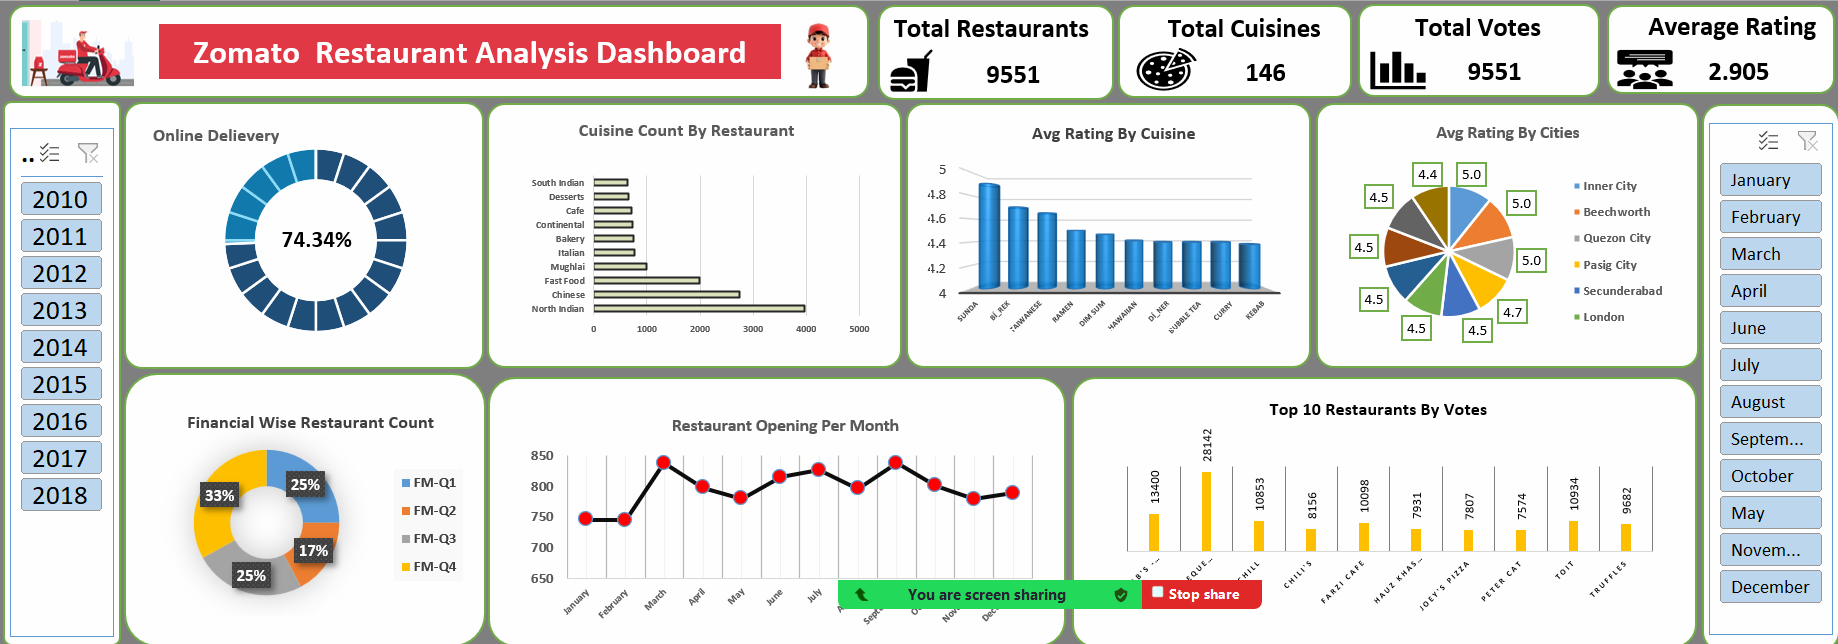 Zomato  Restaurant Analysis Dashboard
Total Restaurants
9551
Total Cuisines
146
Total Votes
9551
Average Rating
2.905
..
2010
2011
2012
2013
2014
2015
2016
2017
2018
Online Delievery
74.34%
Cuisine Count By Restaurant
South Indian
Desserts
Cafe
Continental
Bakery
Italian
Mughlai
Fast Food
Chinese
North Indian
0 1000 2000 3000 4000 5000
Avg Rating By Cuisine
5
4.8
4.6
4.4
4.2
4
SUNDA
BÌ_REK
TAIWANESE
RAMEN
DIM SUM
HAWAIIAN
DÌ_NER
BUBBLE TEA
CURRY
KEBAB
Avg Rating By Cities
4.4 5.0
4.5 5.0
4.5 5.0
4.5 4.7
4.5 4.5
Inner City
Beechworth
Quezon City
Pasig City
Secunderabad
London
January
February
March
April
June
July
August
Septem...
October
May
Novem...
December
Financial Wise Restaurant Count
33% 25%
17%
25%
FM-Q1
FM-Q2
FM-Q3
FM-Q4
Restaurant Opening Per Month
850
800
750
700
650
January
February
March
April
May
June
July
Top 10 Restaurants By Votes
13400
28142
10853
8156
10098
7931
7807
7574
10934
9682
B'S -...
EQUE...
CHILL
CHILI'S
FARZI CAFE
HAUZ KHAS...
JOEY'S PIZZA
PETER CAT
TOIT
TRUFFLES
You are screen sharing
Stop share